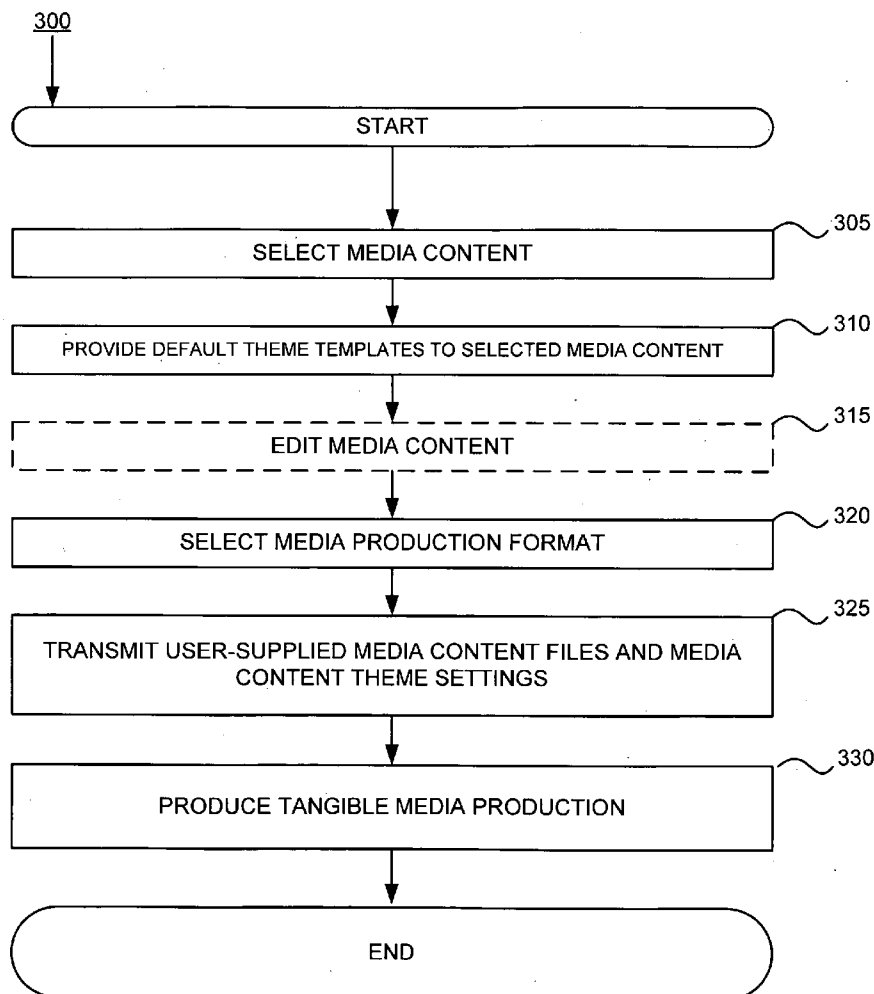 300
START
305
SELECT MEDIA CONTENT
310
PROVIDE DEFAULT THEME TEMPLATES TO SELECTED MEDIA CONTENT
315
EDIT MEDIA CONTENT
320
SELECT MEDIA PRODUCTION FORMAT
325
TRANSMIT USER-SUPPLIED MEDIA CONTENT FILES AND MEDIA
CONTENT THEME SETTINGS
330
PRODUCE TANGIBLE MEDIA PRODUCTION
END